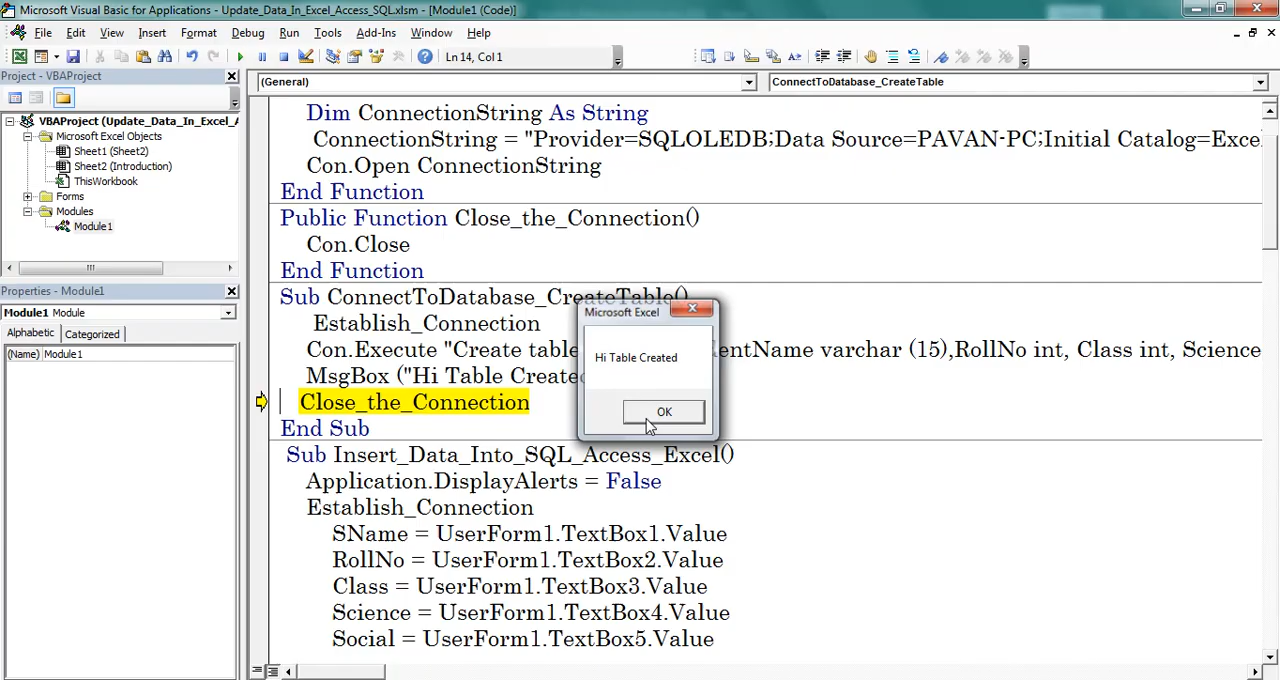 Microsoft Visual Basic for Applications - Update_Data_In_Excel_Access_SQL.xlsm - [Module1 (Code)]
File Edit View Insert Format Debug Run Tools Add-Ins Window Help
Ln 14, Col 1
Project - VBAProject
VBAProject (Update_Data_In_Excel_A
Microsoft Excel Objects
Sheet1 (Sheet2)
Sheet2 (Introduction)
ThisWorkbook
Forms
Modules
Module1
Properties - Module1
Module1 Module
Alphabetic Categorized
(Name) Module1
(General) ConnectToDatabase_CreateTable
Dim ConnectionString As String
ConnectionString = "Provider=SQLOLEDB;Data Source=PAVAN-PC;Initial Catalog=Exce
Con.Open ConnectionString
End Function
Public Function Close_the_Connection()
Con.Close
End Function
Sub ConnectToDatabase_CreateTable()
Establish_Connection
Con.Execute "Create table entName varchar (15),RollNo int, Class int, Science
MsgBox ("Hi Table Create
Close_the_Connection
End Sub
Sub Insert_Data_Into_SQL_Access_Excel()
Application.DisplayAlerts = False
Establish_Connection
SName = UserForm1.TextBox1.Value
RollNo = UserForm1.TextBox2.Value
Class = UserForm1.TextBox3.Value
Science = UserForm1.TextBox4.Value
Social = UserForm1.TextBox5.Value
Microsoft Excel
Hi Table Created
OK